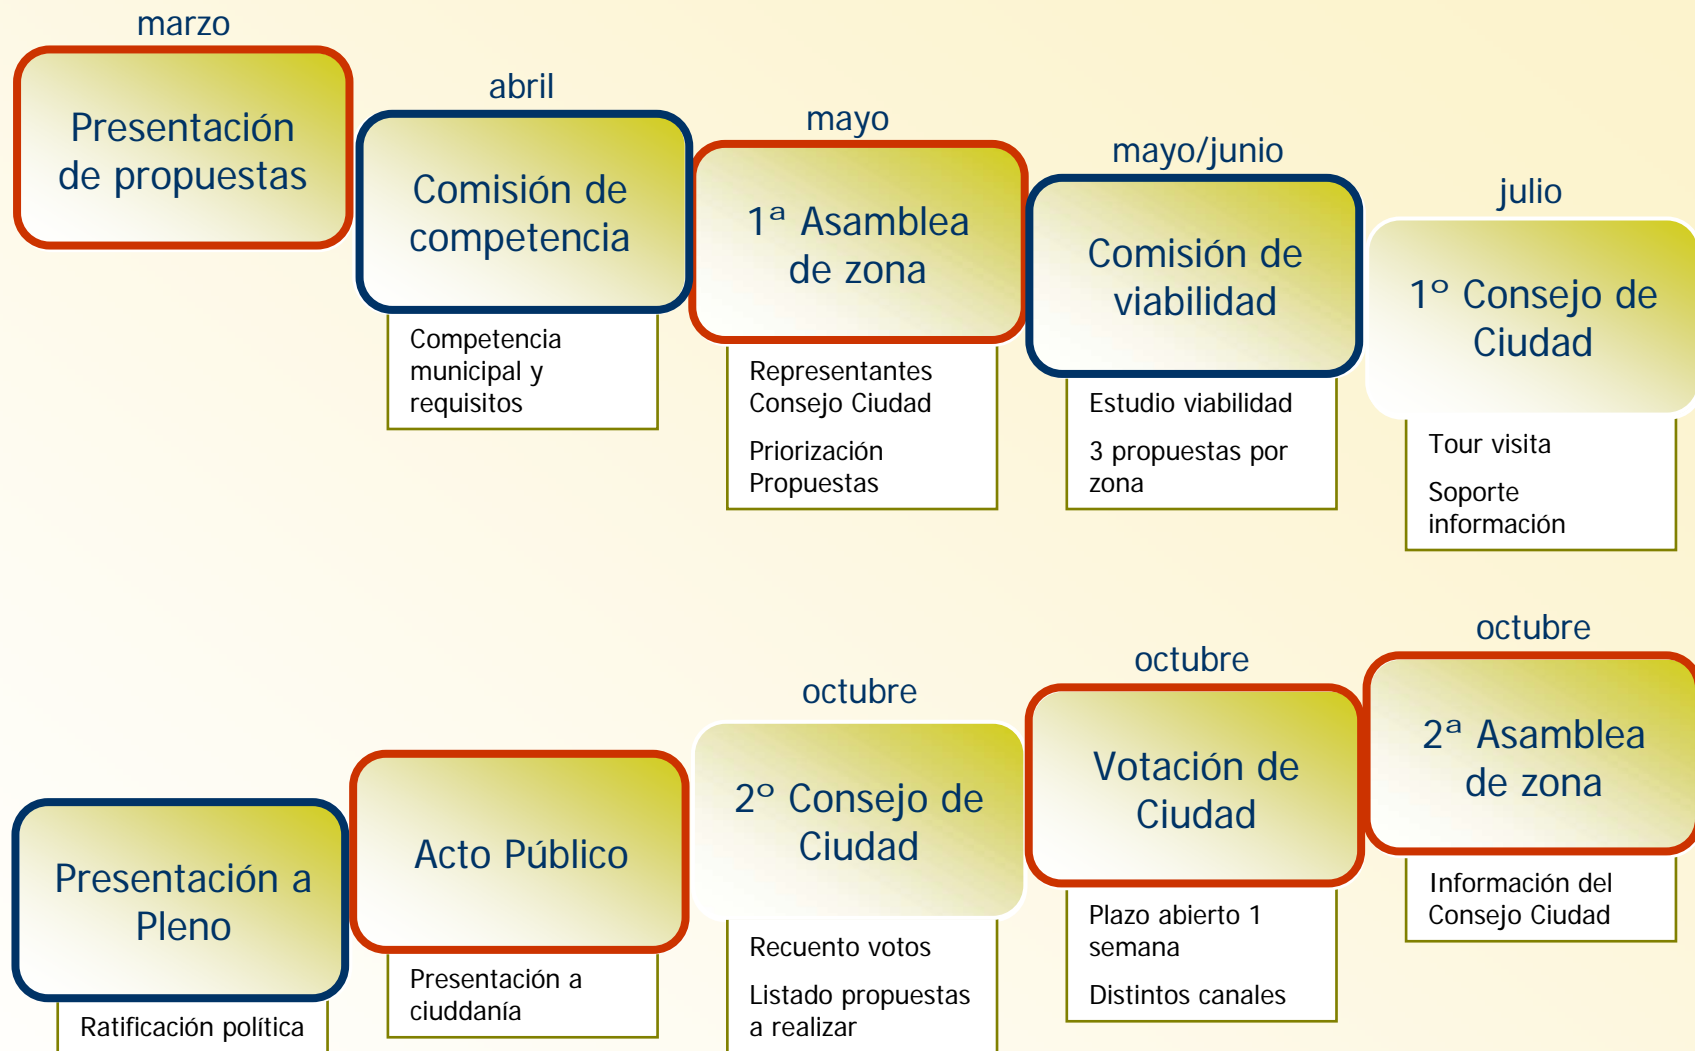 marzo
Presentación
de propuestas
abril
Comisión de
competencia
Competencia
municipal y
requisitos
mayo
1ª Asamblea
de zona
Representantes
Consejo Ciudad
Priorización
Propuestas
mayo/junio
Comisión de
viabilidad
Estudio viabilidad
3 propuestas por
zona
julio
1º Consejo de
Ciudad
Tour visita
Soporte
información
octubre
2ª Asamblea
de zona
Información del
Consejo Ciudad
octubre
Votación de
Ciudad
Plazo abierto 1
semana
Distintos canales
octubre
2º Consejo de
Ciudad
Recuento votos
Listado propuestas
a realizar
Acto Público
Presentación a
ciuddanía
Presentación a
Pleno
Ratificación política